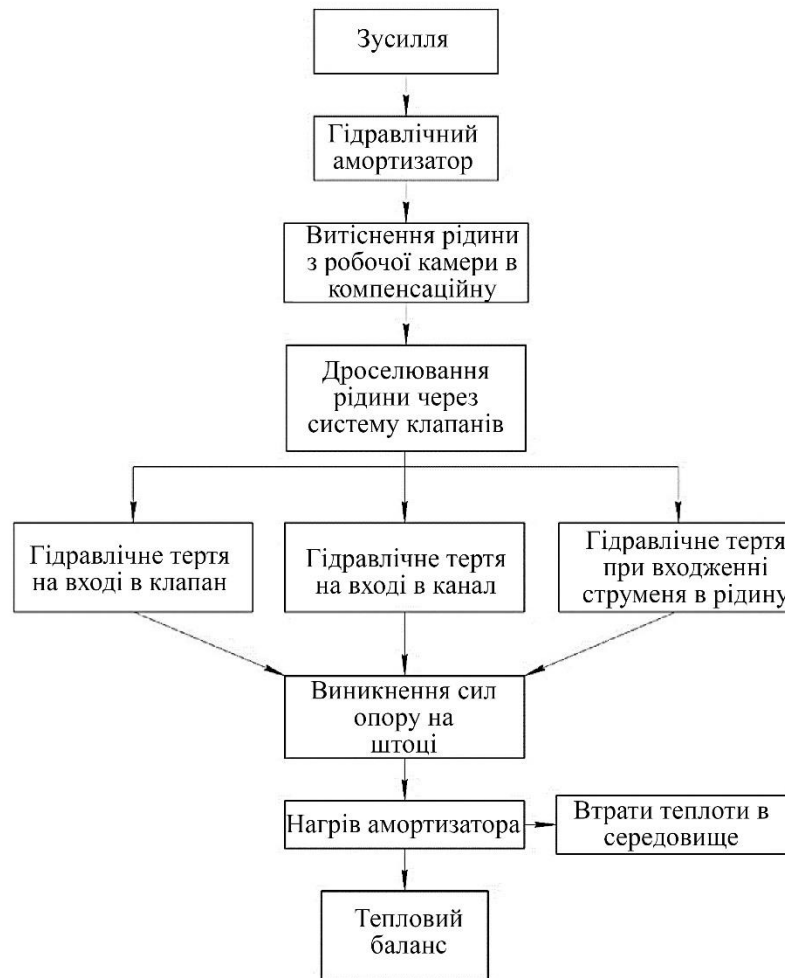 Зусилля
Гідравлічний
амортизатор
Витіснення рідини
з робочої камери в
компенсаційну
Дроселювання
рідини через
систему клапанів
Гідравлічне тертя
на вході в клапан
Гідравлічне тертя
на вході в канал
Гідравлічне тертя
при входженні
струменя в рідину
Виникнення сил
опору на
штоці
Нагрів амортизатора
Втрати теплоти в
середовище
Тепловий
баланс